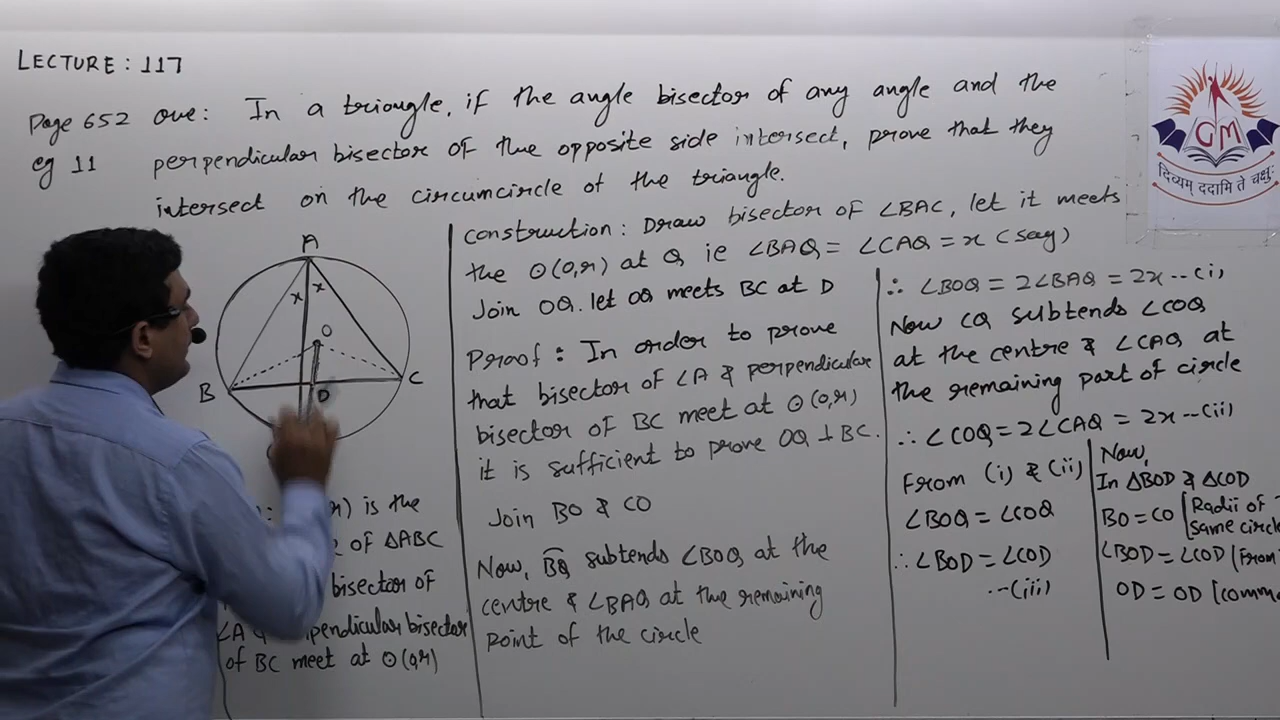 LECTURE : 117
Page 652 que: In a triangle, if the angle bisector of any angle and the
eg 11 perpendicular bisector of the opposite side intersect, prove that they
intersect on the circumcircle of the triangle.
GM
दिव्यम् ददामि ते चक्षुः
A
x x
O
B
C
D
) is the
of ΔABC
bisector of
∠A & perpendicular bisector
of BC meet at ⊙(O,r)
Construction: Draw bisector of ∠BAC, let it meets
the ⊙(O,r) at Q ie ∠BAQ = ∠CAQ = x (say)
Join OQ. let OQ meets BC at D
Proof: In order to prove
that bisector of ∠A & perpendicular
bisector of BC meet at ⊙(O,r)
it is sufficient to prove OQ ⊥ BC.
Join BO & CO
Now, B͡Q subtends ∠BOQ at the
centre & ∠BAQ at the remaining
point of the circle
∴ ∠BOQ = 2∠BAQ = 2x --(i)
Now CQ subtends ∠COQ
at the centre & ∠CAQ at
the remaining part of circle
∴ ∠COQ = 2∠CAQ = 2x --(ii)
From (i) & (ii)
∠BOQ = ∠COQ
∴ ∠BOD = ∠COD
--(iii)
Now,
In ΔBOD & ΔCOD
BO = CO [Radii of
same circle
∠BOD = ∠COD (From
OD = OD [comm